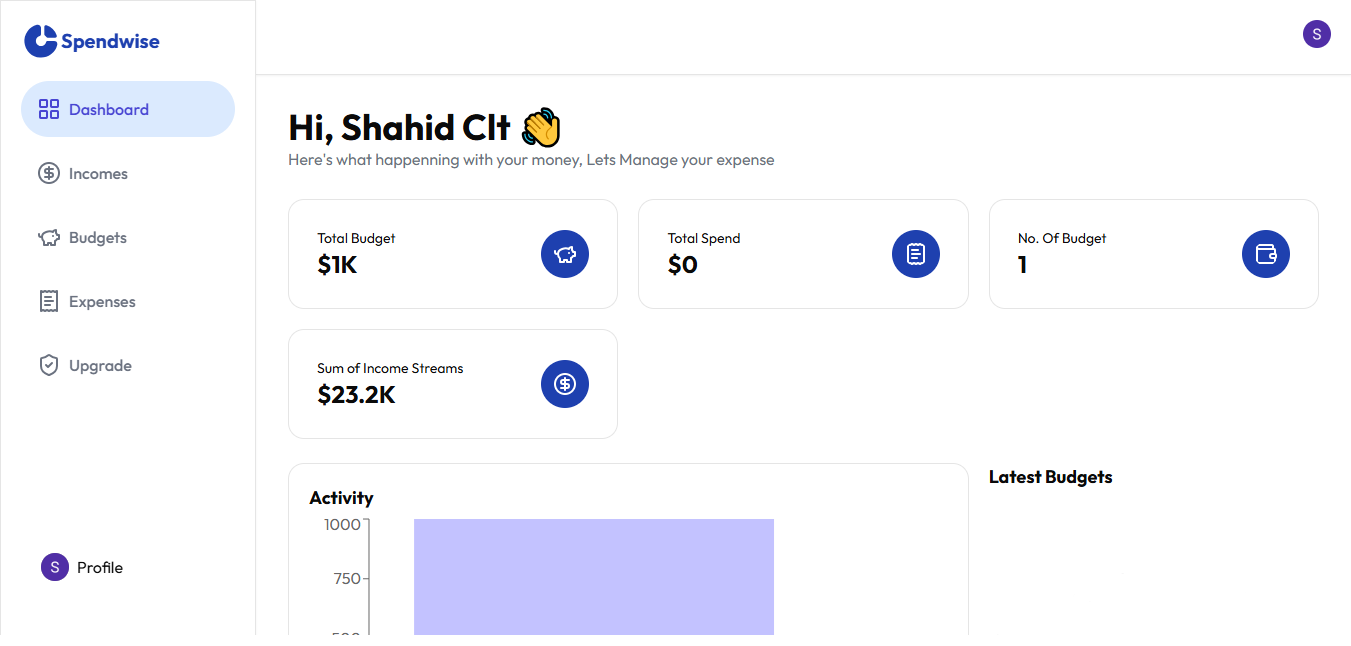 Spendwise
S
Dashboard
Incomes
Budgets
Expenses
Upgrade
S Profile
Hi, Shahid Clt 👋
Here's what happenning with your money, Lets Manage your expense
Total Budget
$1K
Total Spend
$0
No. Of Budget
1
Sum of Income Streams
$23.2K
Activity
1000
750
Latest Budgets